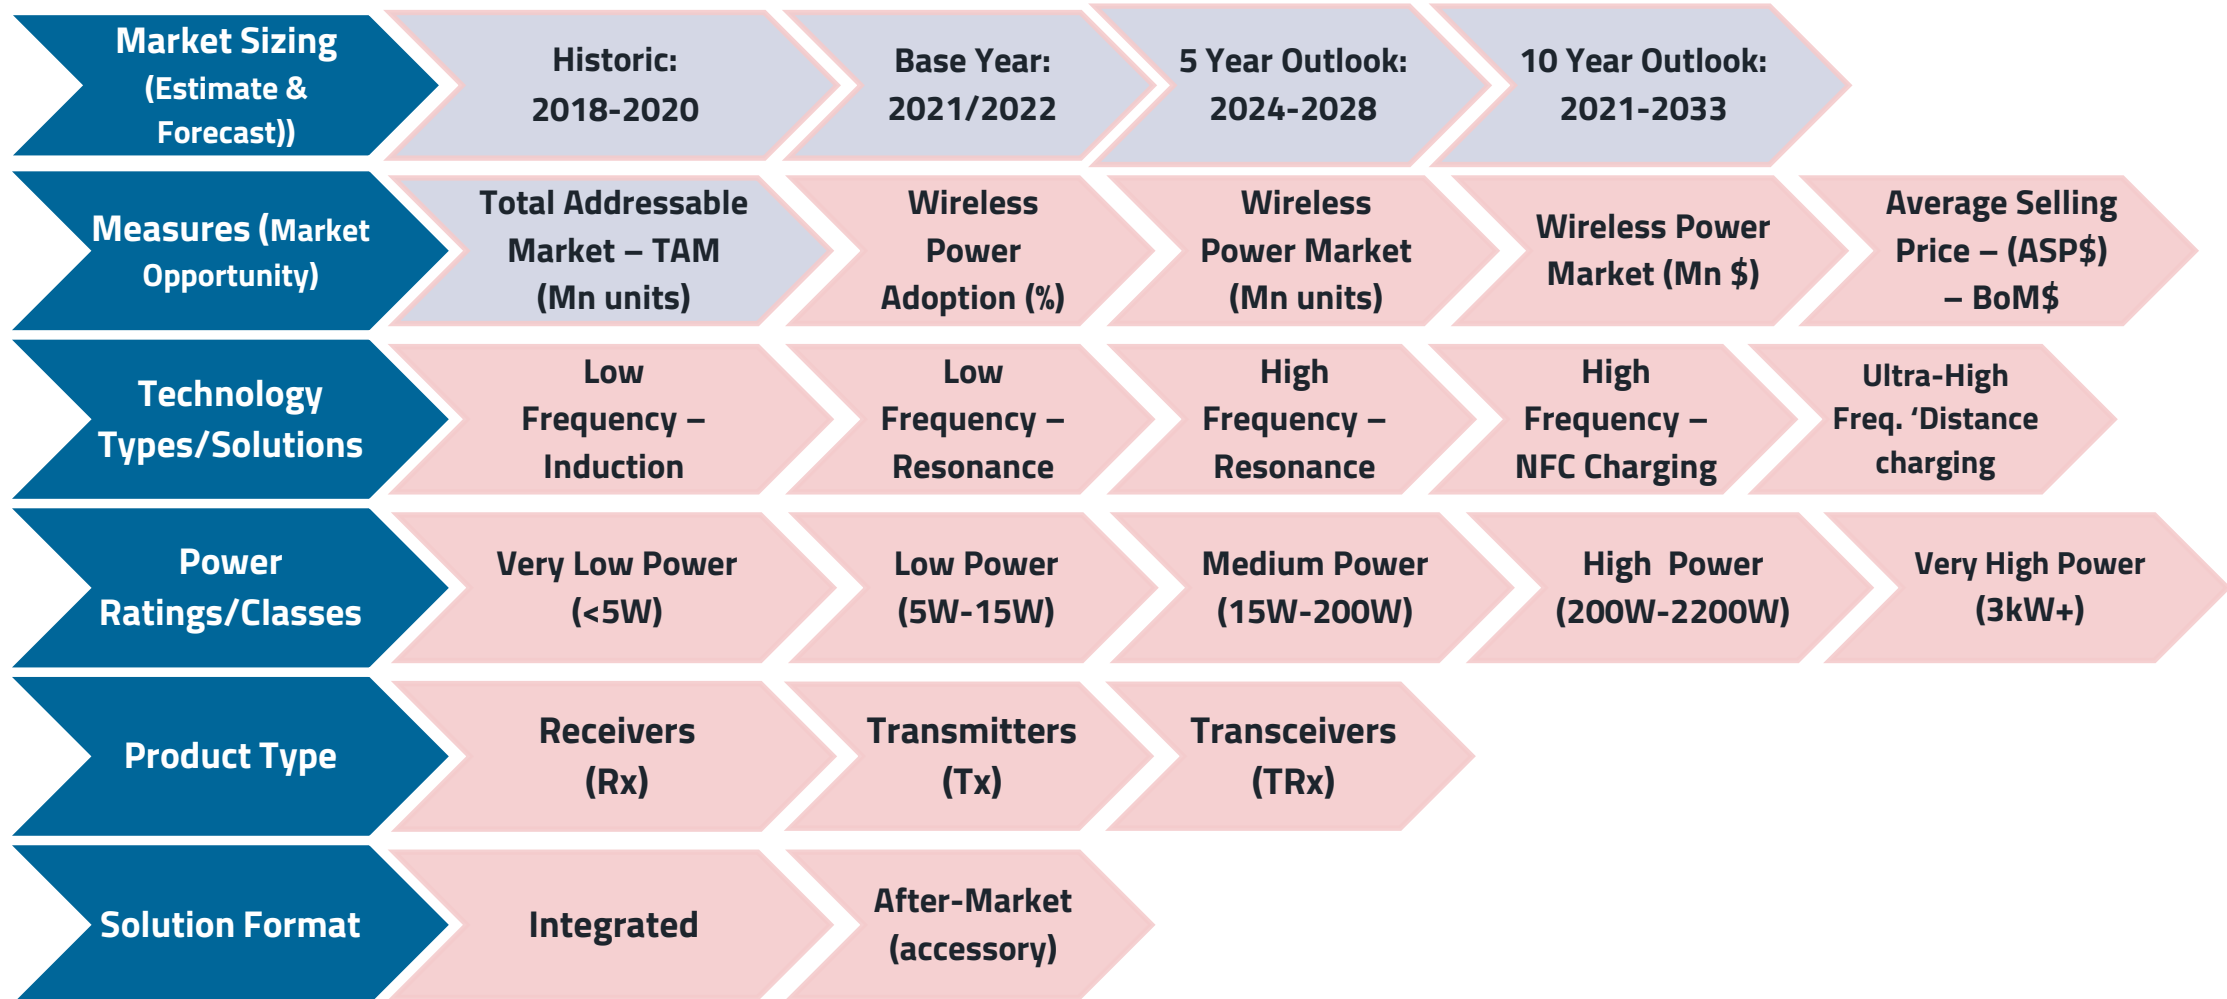 Market Sizing
(Estimate &
Forecast))
Historic:
2018-2020
Base Year:
2021/2022
5 Year Outlook:
2024-2028
10 Year Outlook:
2021-2033
Measures (Market
Opportunity)
Total Addressable
Market – TAM
(Mn units)
Wireless
Power
Adoption (%)
Wireless
Power Market
(Mn units)
Wireless Power
Market (Mn $)
Average Selling
Price – (ASP$)
– BoM$
Technology
Types/Solutions
Low
Frequency –
Induction
Low
Frequency –
Resonance
High
Frequency –
Resonance
High
Frequency –
NFC Charging
Ultra-High
Freq. ‘Distance
charging
Power
Ratings/Classes
Very Low Power
(<5W)
Low Power
(5W-15W)
Medium Power
(15W-200W)
High Power
(200W-2200W)
Very High Power
(3kW+)
Product Type
Receivers
(Rx)
Transmitters
(Tx)
Transceivers
(TRx)
Solution Format
Integrated
After-Market
(accessory)